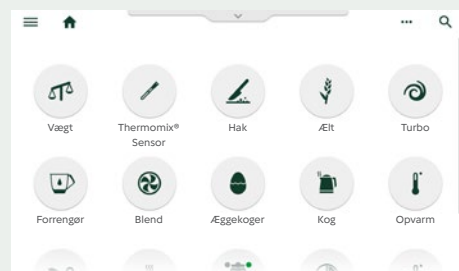 Vægt
Thermomix®
Sensor
Hak
Ælt
Turbo
Forrengør
Blend
Æggekoger
Kog
Opvarm